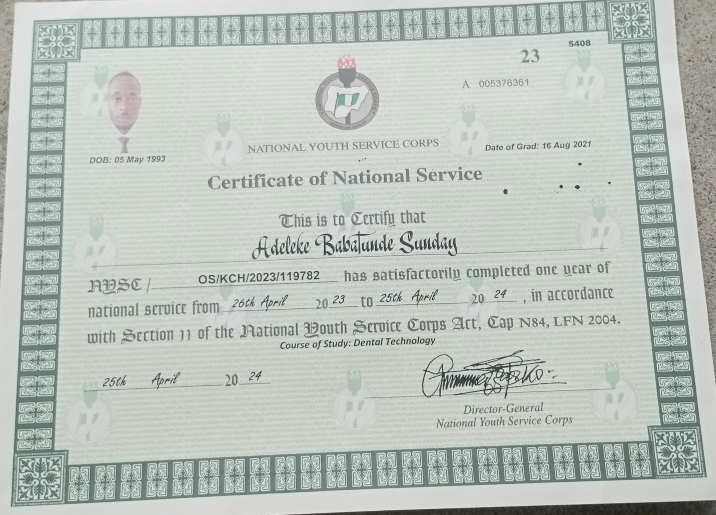 5408
23
A 005376361
NATIONAL YOUTH SERVICE CORPS
DOB: 05 May 1993
Date of Grad: 16 Aug 2021
Certificate of National Service
This is to Certify that
Adeleke Babatunde Sunday
NYSC/ OS/KCH/2023/119782 has satisfactorily completed one year of
national service from 26th April 20 23 to 25th April 20 24 , in accordance
with Section 11 of the National Youth Service Corps Act, Cap N84, LFN 2004.
Course of Study: Dental Technology
25th April 20 24
Director-General
National Youth Service Corps